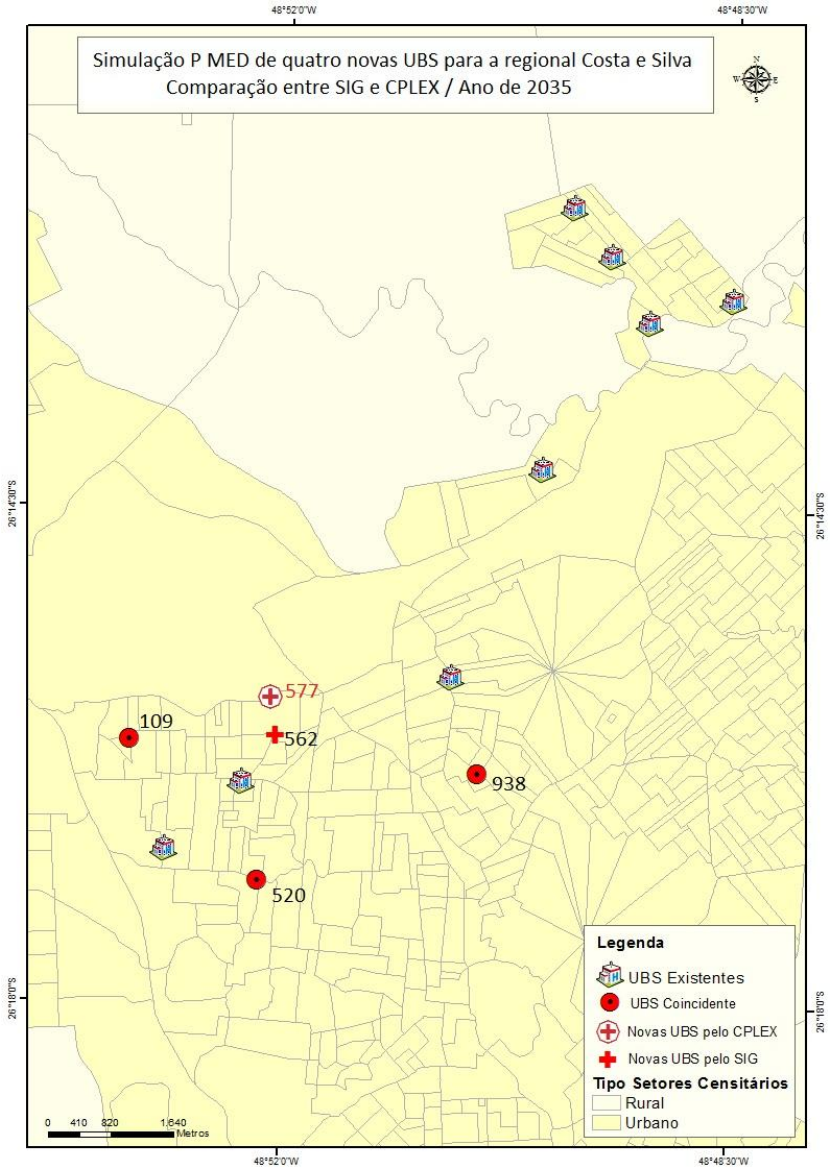 48°52'0"W
48°48'30"W
Simulação P MED de quatro novas UBS para a regional Costa e Silva
Comparação entre SIG e CPLEX / Ano de 2035
N
W
E
S
26°14'30"S
26°14'30"S
577
109
562
938
520
Legenda
UBS Existentes
UBS Coincidente
Novas UBS pelo CPLEX
Novas UBS pelo SIG
Tipo Setores Censitários
Rural
Urbano
26°18'0"S
26°18'0"S
0 410 820 1.640
Metros
48°52'0"W
48°48'30"W